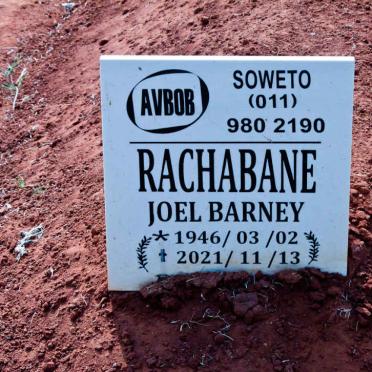 AVBOB
SOWETO
(011)
980 2190
RACHABANE
JOEL BARNEY
* 1946/03/02
✝ 2021/11/13